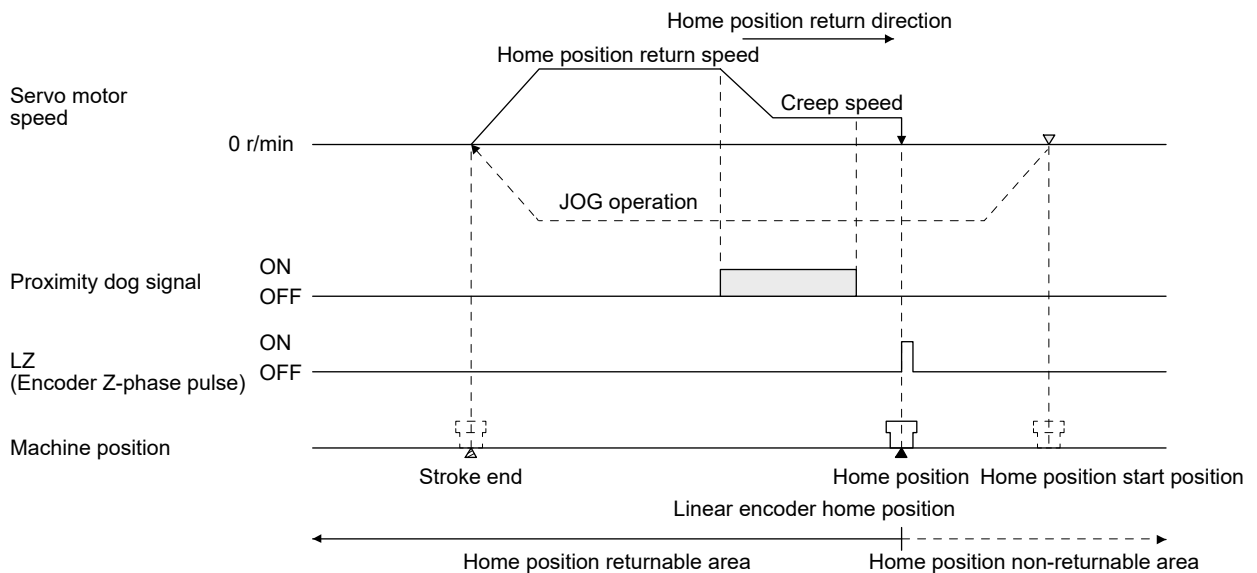 Home position return direction
Home position return speed
Servo motor
speed
Creep speed
0 r/min
JOG operation
Proximity dog signal
ON
OFF
LZ
(Encoder Z-phase pulse)
ON
OFF
Machine position
Stroke end
Home position
Home position start position
Linear encoder home position
Home position returnable area
Home position non-returnable area